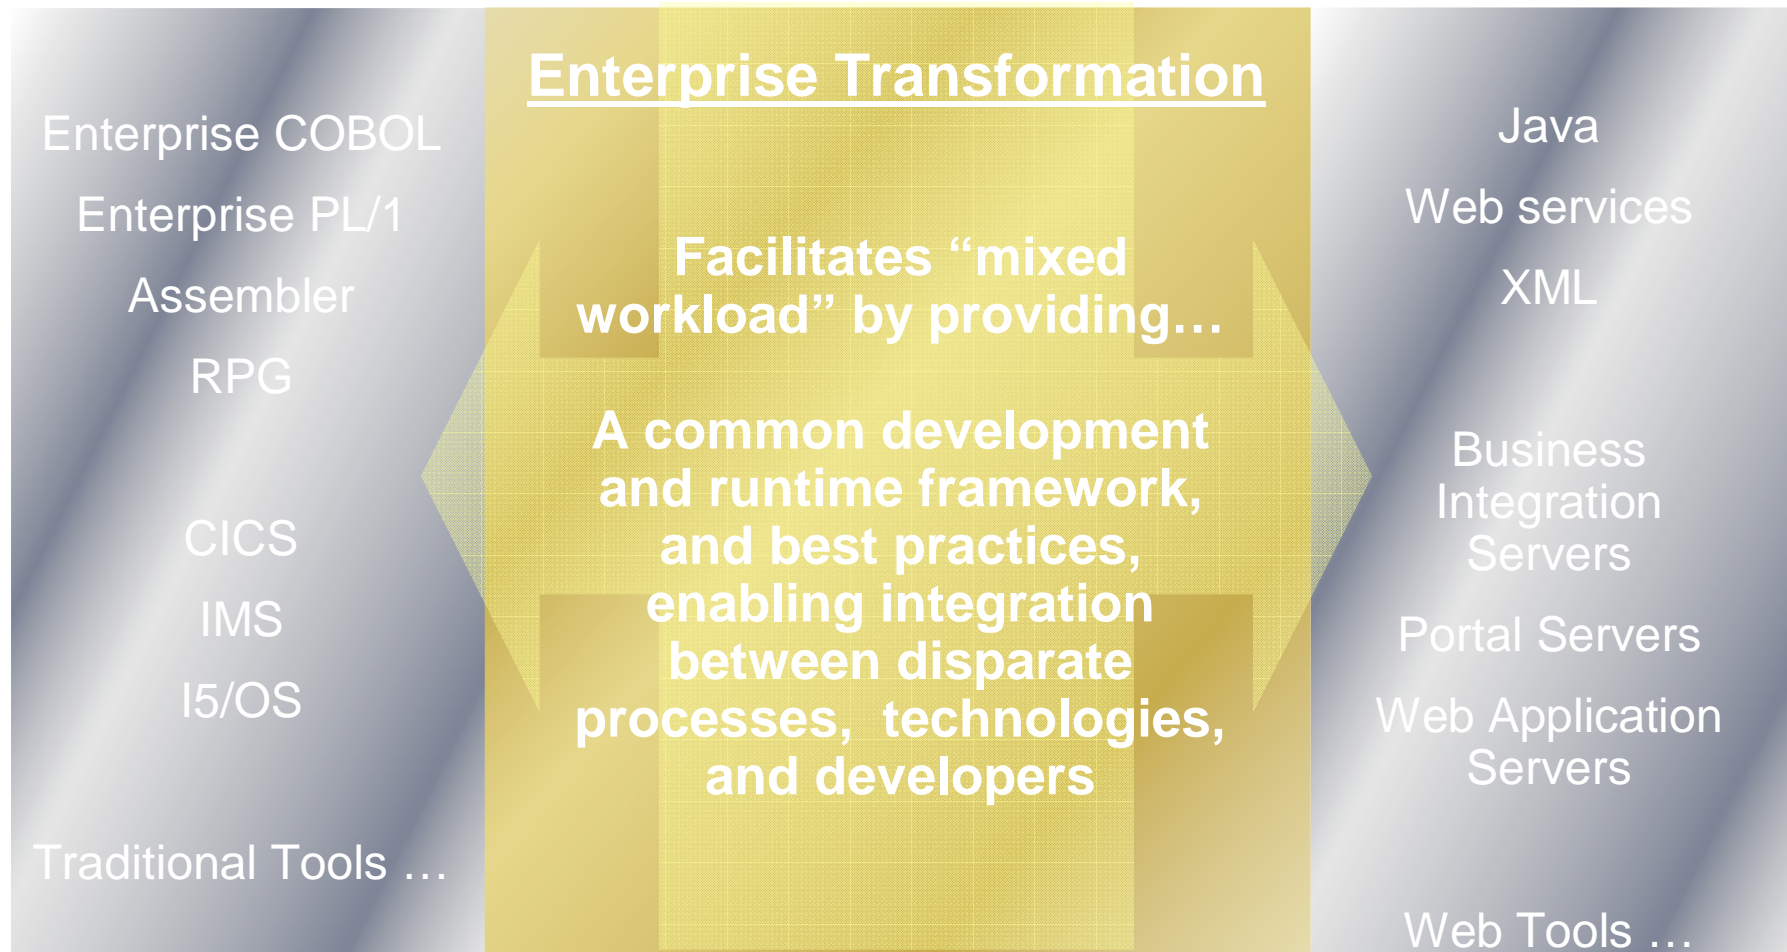 Enterprise COBOL
Enterprise PL/1
Assembler
RPG
CICS
IMS
I5/OS
Traditional Tools …
Enterprise Transformation
Facilitates “mixed
workload” by providing…
A common development
and runtime framework,
and best practices,
enabling integration
between disparate
processes,  technologies,
and developers
Java
Web services
XML
Business
Integration
Servers
Portal Servers
Web Application
Servers
Web Tools …